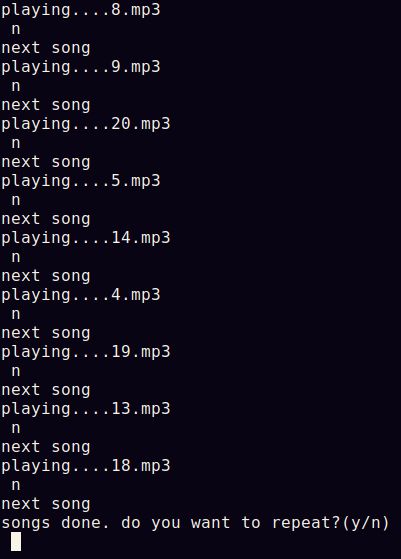 playing....8.mp3
n
next song
playing....9.mp3
n
next song
playing....20.mp3
n
next song
playing....5.mp3
n
next song
playing....14.mp3
n
next song
playing....4.mp3
n
next song
playing....19.mp3
n
next song
playing....13.mp3
n
next song
playing....18.mp3
n
next song
songs done. do you want to repeat?(y/n)